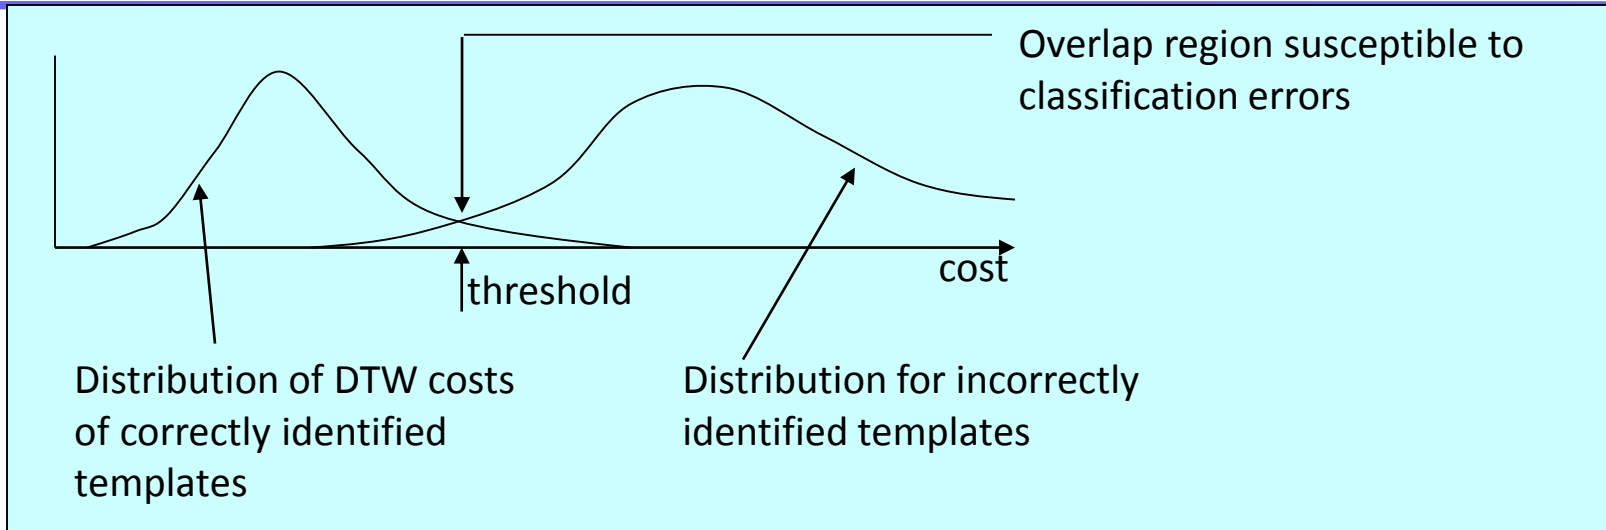 Overlap region susceptible to
classification errors
cost
threshold
Distribution of DTW costs
of correctly identified
templates
Distribution for incorrectly
identified templates